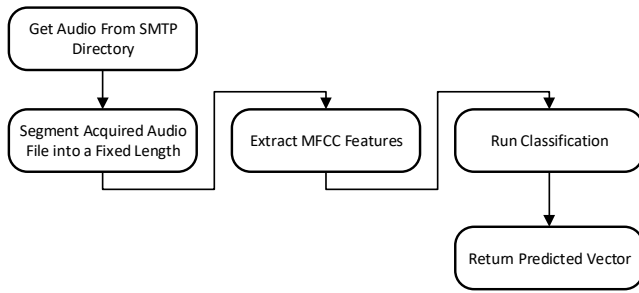 Get Audio From SMTP
Directory
Segment Acquired Audio
File into a Fixed Length
Extract MFCC Features
Run Classification
Return Predicted Vector